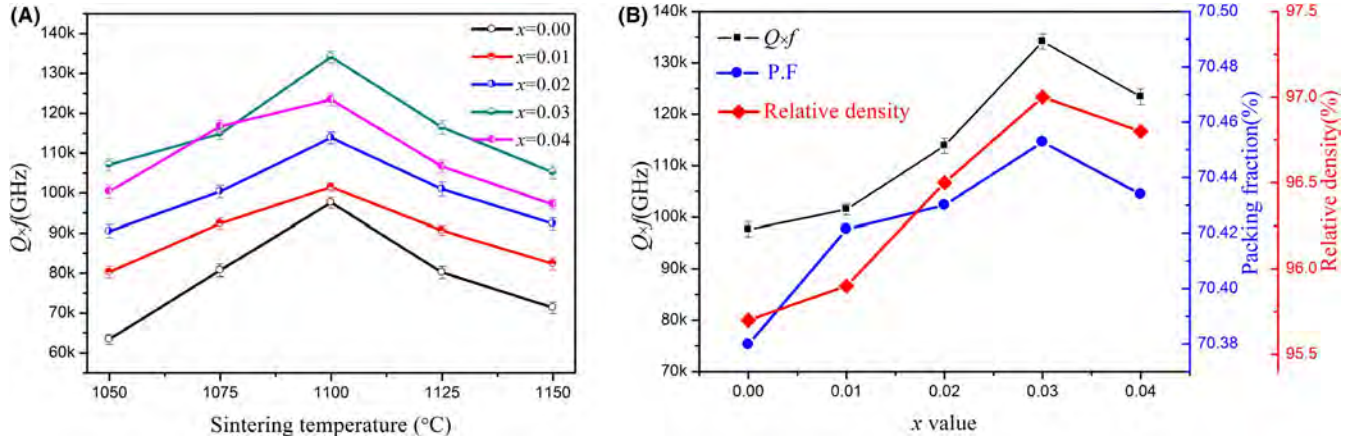 (A)
140k
130k
120k
110k
100k
90k
80k
70k
60k
Q×f(GHz)
1050
1075
1100
1125
1150
Sintering temperature (°C)
x=0.00
x=0.01
x=0.02
x=0.03
x=0.04
(B)
140k
130k
120k
110k
100k
90k
80k
70k
Q×f(GHz)
0.00
0.01
0.02
0.03
0.04
x value
Q×f
P.F
Relative density
70.50
70.48
70.46
70.44
70.42
70.40
70.38
Packing fraction(%)
97.5
97.0
96.5
96.0
95.5
Relative density(%)